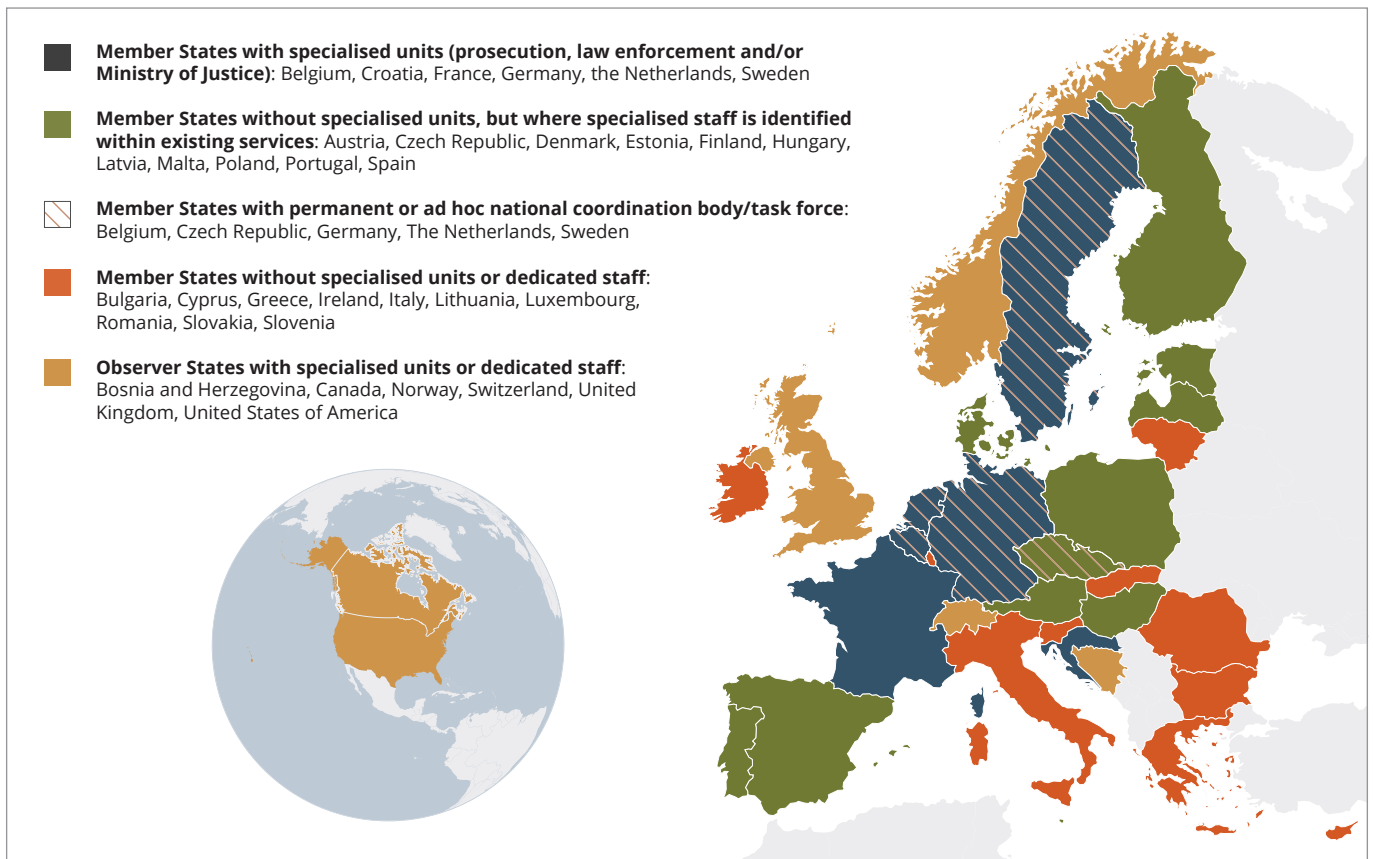 Member States with specialised units (prosecution, law enforcement and/or
Ministry of Justice): Belgium, Croatia, France, Germany, the Netherlands, Sweden
Member States without specialised units, but where specialised staff is identified
within existing services: Austria, Czech Republic, Denmark, Estonia, Finland, Hungary,
Latvia, Malta, Poland, Portugal, Spain
Member States with permanent or ad hoc national coordination body/task force:
Belgium, Czech Republic, Germany, The Netherlands, Sweden
Member States without specialised units or dedicated staff:
Bulgaria, Cyprus, Greece, Ireland, Italy, Lithuania, Luxembourg,
Romania, Slovakia, Slovenia
Observer States with specialised units or dedicated staff:
Bosnia and Herzegovina, Canada, Norway, Switzerland, United
Kingdom, United States of America